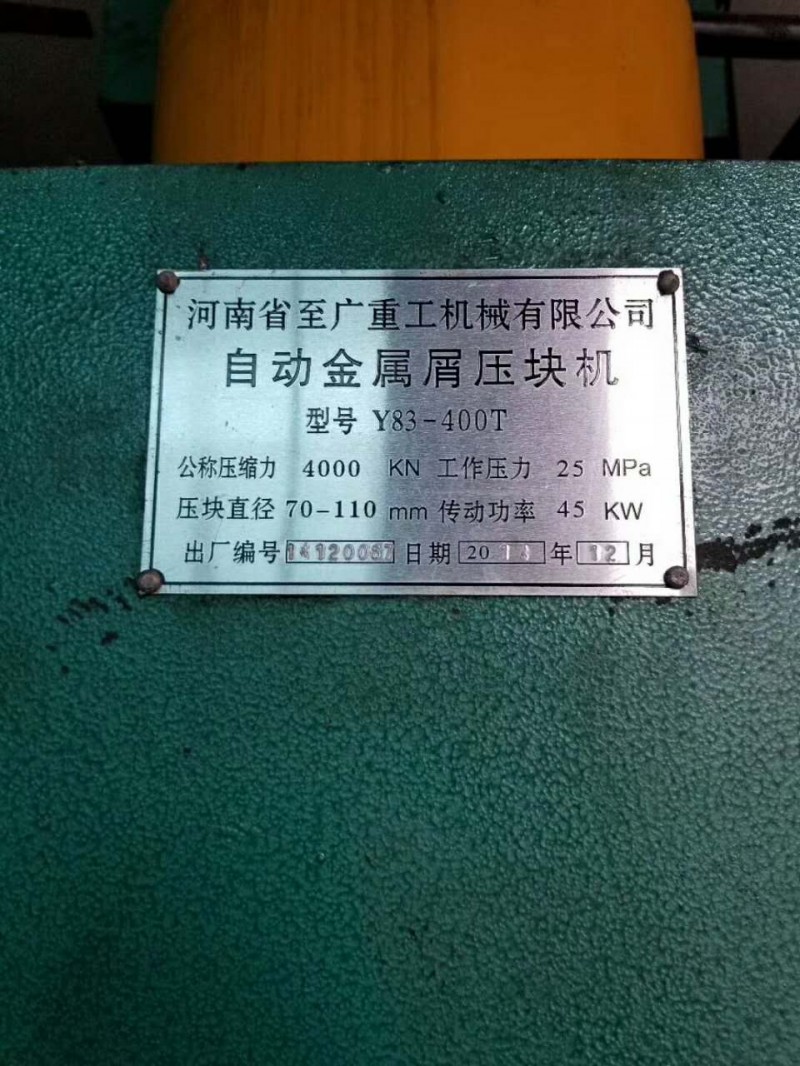 河南省至广重工机械有限公司
自动金属屑压块机
型号 Y83-400T
公称压缩力 4000 KN 工作压力 25 MPa
压块直径 70-110 mm 传动功率 45 KW
出厂编号 14120087 日期 2014 年 12 月